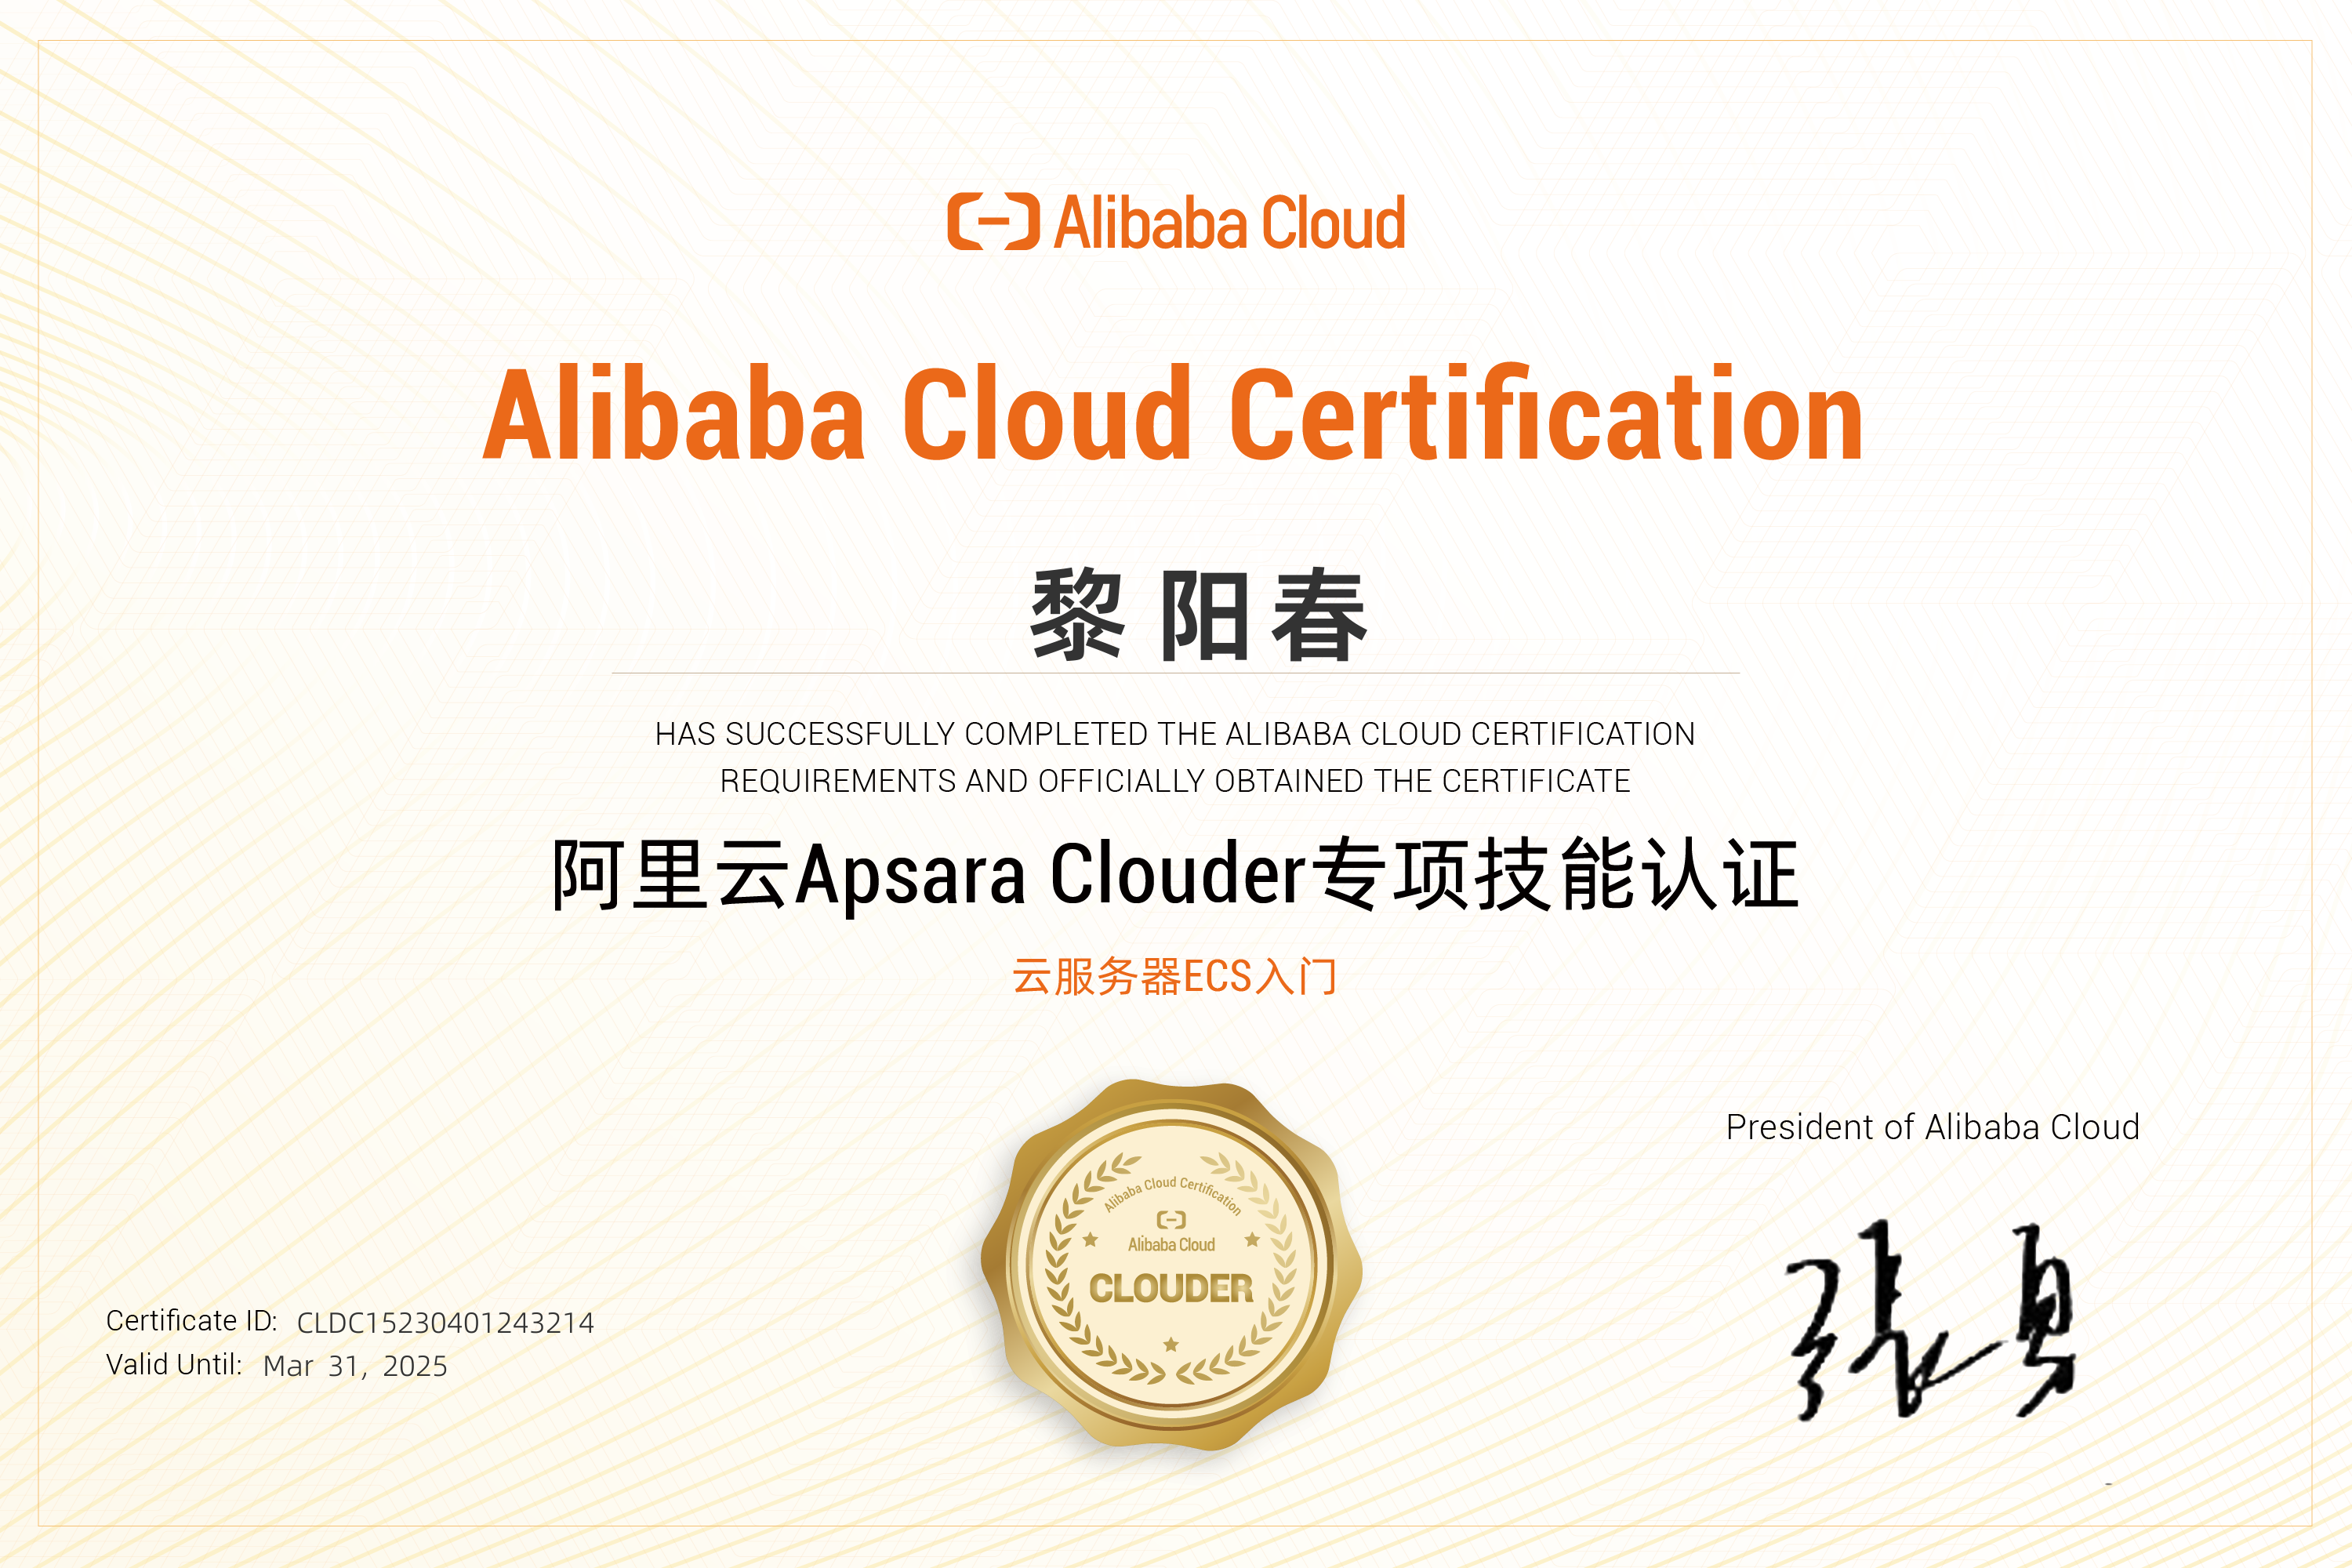 Alibaba Cloud
Alibaba Cloud Certification
黎 阳春
HAS SUCCESSFULLY COMPLETED THE ALIBABA CLOUD CERTIFICATION
REQUIREMENTS AND OFFICIALLY OBTAINED THE CERTIFICATE
阿里云Apsara Clouder专项技能认证
云服务器ECS入门
Alibaba Cloud Certification
Alibaba Cloud
CLOUDER
President of Alibaba Cloud
Certificate ID: CLDC15230401243214
Valid Until: Mar 31, 2025